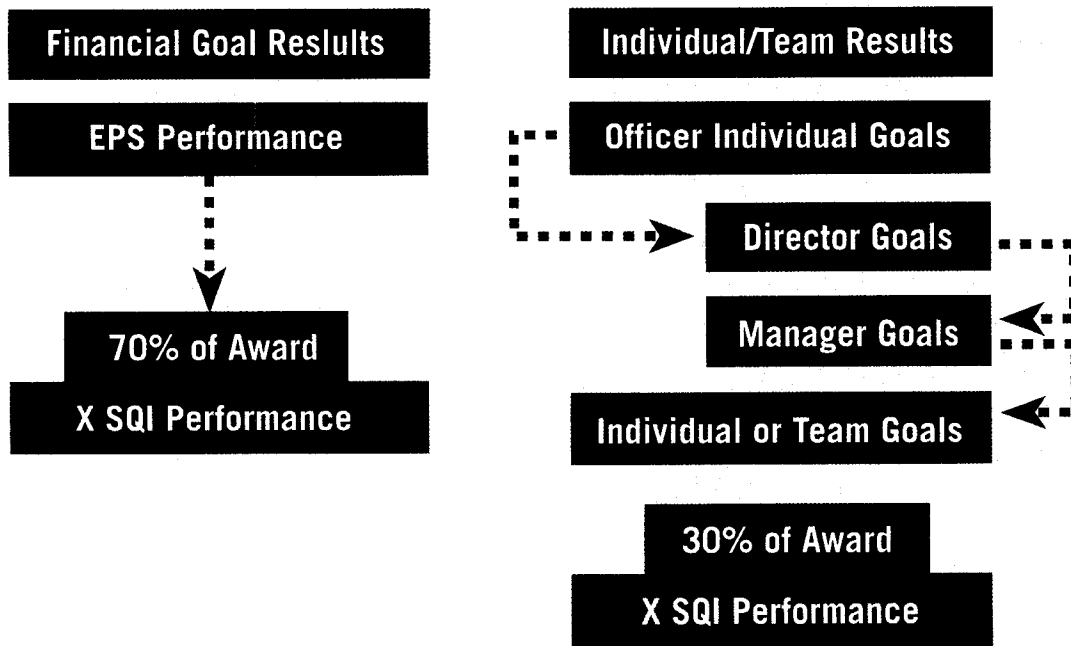 Financial Goal Reslults
EPS Performance
70% of Award
X SQI Performance
Individual/Team Results
Officer Individual Goals
Director Goals
Manager Goals
Individual or Team Goals
30% of Award
X SQI Performance